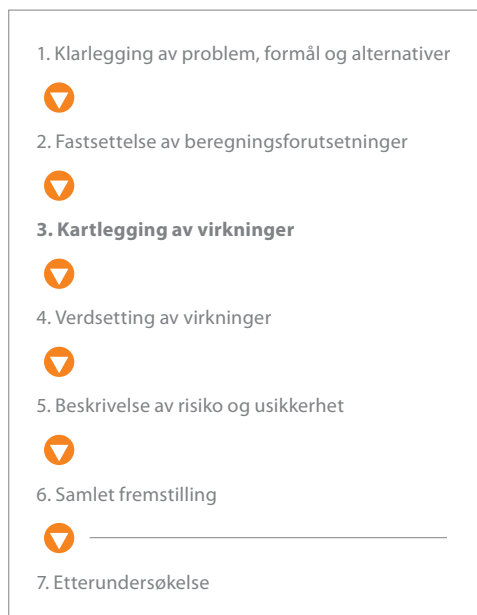 1. Klarlegging av problem, formål og alternativer
2. Fastsettelse av beregningsforutsetninger
3. Kartlegging av virkninger
4. Verdsetting av virkninger
5. Beskrivelse av risiko og usikkerhet
6. Samlet fremstilling
7. Etterundersøkelse